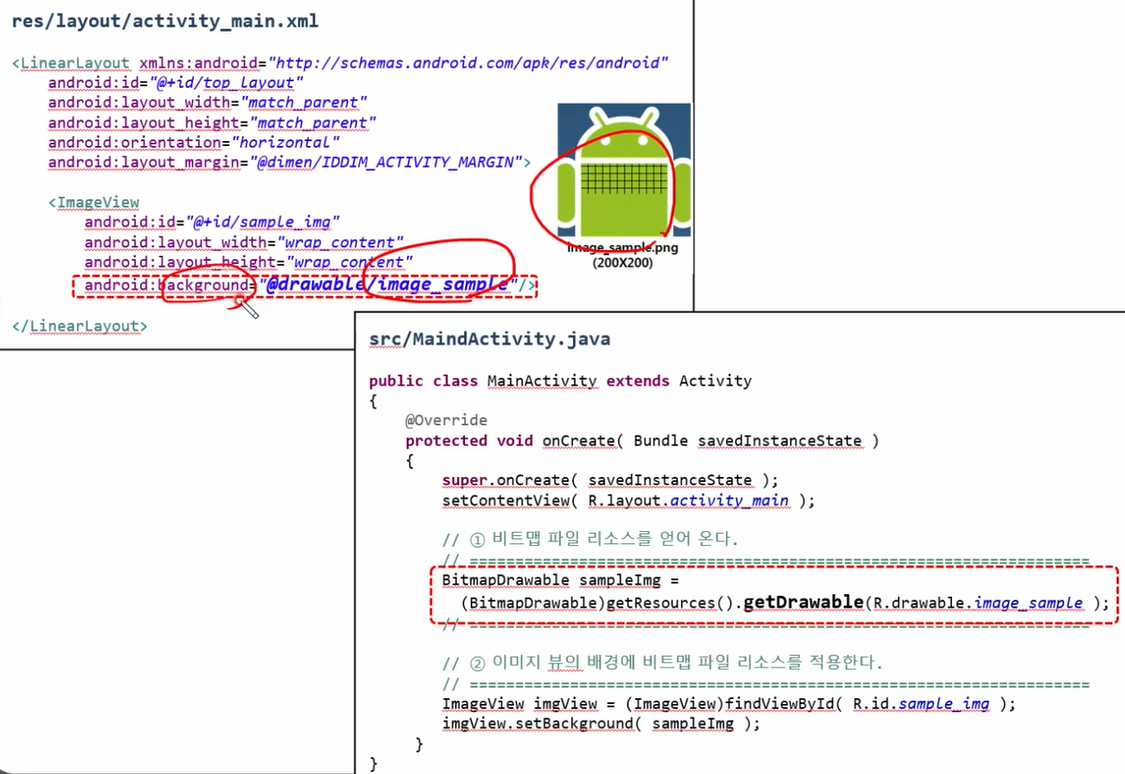 res/layout/activity_main.xml
<LinearLayout xmlns:android="http://schemas.android.com/apk/res/android"
android:id="@+id/top_layout"
android:layout_width="match_parent"
android:layout_height="match_parent"
android:orientation="horizontal"
android:layout_margin="@dimen/IDDIM_ACTIVITY_MARGIN">
<ImageView
android:id="@+id/sample_img"
android:layout_width="wrap_content"
android:layout_height="wrap_content"
android:background="@drawable/image_sample"/>
</LinearLayout>
image_sample.png
(200X200)
src/MaindActivity.java
public class MainActivity extends Activity
{
@Override
protected void onCreate( Bundle savedInstanceState )
{
super.onCreate( savedInstanceState );
setContentView( R.layout.activity_main );
// ① 비트맵 파일 리소스를 얻어 온다.
// ====================================================================
BitmapDrawable sampleImg =
(BitmapDrawable)getResources().getDrawable(R.drawable.image_sample );
// ====================================================================
// ② 이미지 뷰의 배경에 비트맵 파일 리소스를 적용한다.
// ====================================================================
ImageView imgView = (ImageView)findViewById( R.id.sample_img );
imgView.setBackground( sampleImg );
}
}